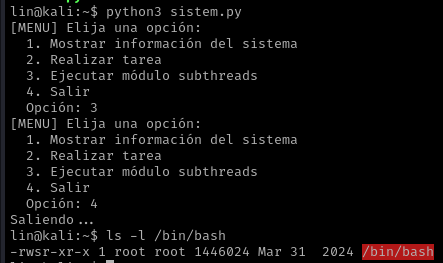 lin@kali:~$ python3 sistem.py
[MENU] Elija una opción:
1. Mostrar información del sistema
2. Realizar tarea
3. Ejecutar módulo subthreads
4. Salir
Opción: 3
[MENU] Elija una opción:
1. Mostrar información del sistema
2. Realizar tarea
3. Ejecutar módulo subthreads
4. Salir
Opción: 4
Saliendo...
lin@kali:~$ ls -l /bin/bash
-rwsr-xr-x 1 root root 1446024 Mar 31  2024 /bin/bash